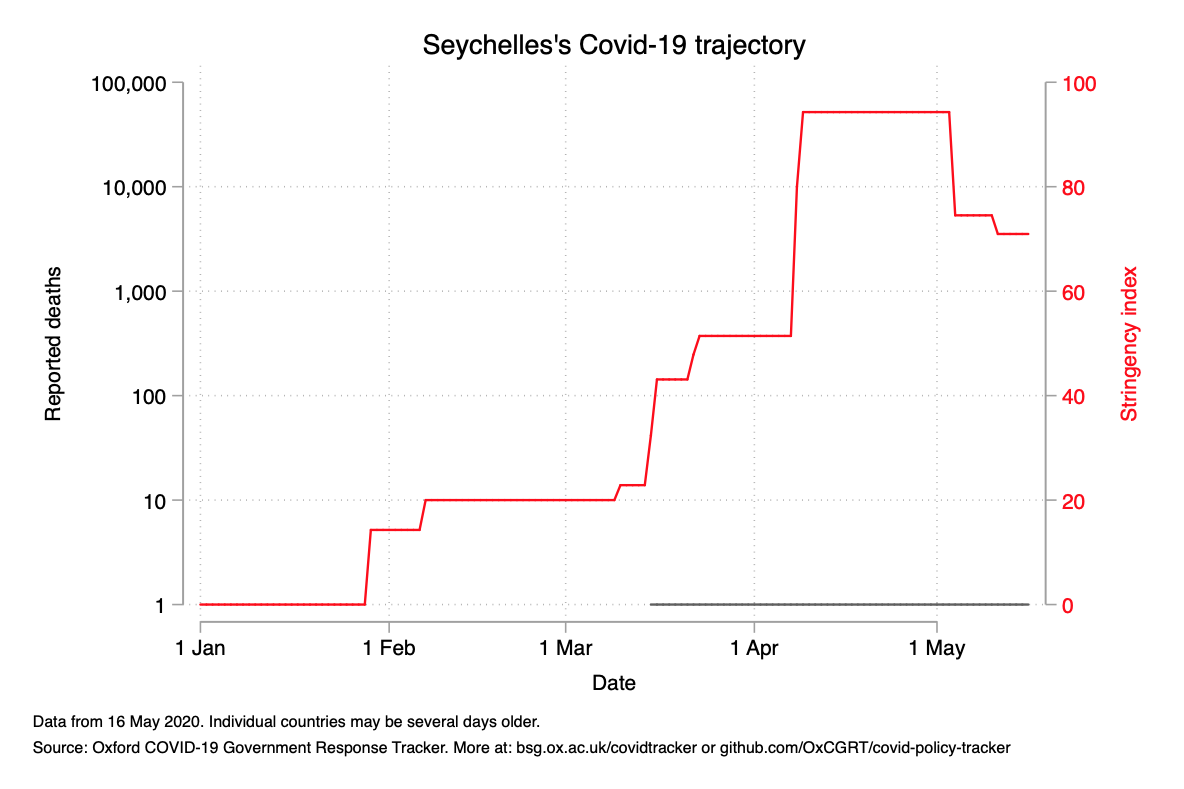 Seychelles's Covid-19 trajectory
100,000
10,000
1,000
100
10
1
Reported deaths
100
80
60
40
20
0
Stringency index
1 Jan
1 Feb
1 Mar
1 Apr
1 May
Date
Data from 16 May 2020. Individual countries may be several days older.
Source: Oxford COVID-19 Government Response Tracker. More at: bsg.ox.ac.uk/covidtracker or github.com/OxCGRT/covid-policy-tracker